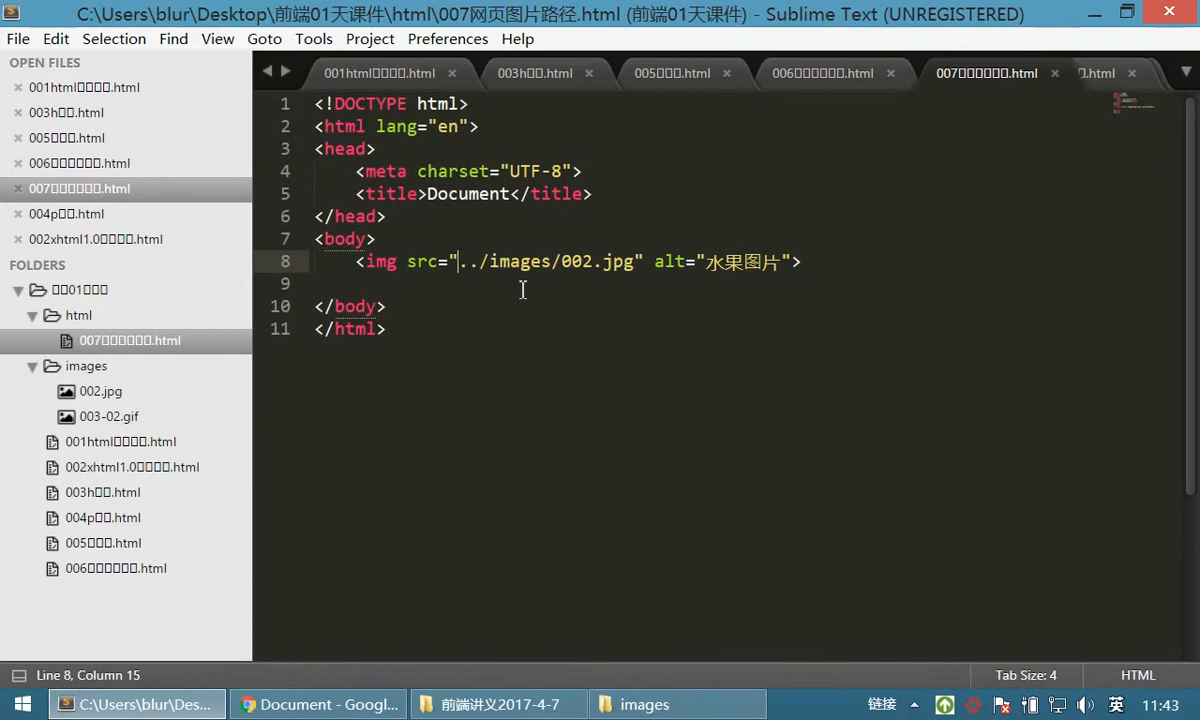 C:\Users\blur\Desktop\前端01天课件\html\007网页图片路径.html (前端01天课件) - Sublime Text (UNREGISTERED)
File Edit Selection Find View Goto Tools Project Preferences Help
OPEN FILES
001html□□□□.html
003h□□.html
005□□□.html
006□□□□□□.html
007□□□□□□.html
004p□□.html
002xhtml1.0□□□□.html
FOLDERS
□□01□□□
html
007□□□□□□.html
images
002.jpg
003-02.gif
001html□□□□.html
002xhtml1.0□□□□.html
003h□□.html
004p□□.html
005□□□.html
006□□□□□□.html
001html□□□□.html 003h□□.html 005□□□.html 006□□□□□□.html 007□□□□□□.html □.html
1 <!DOCTYPE html>
2 <html lang="en">
3 <head>
4 <meta charset="UTF-8">
5 <title>Document</title>
6 </head>
7 <body>
8 <img src="../images/002.jpg" alt="水果图片">
9
10 </body>
11 </html>
Line 8, Column 15 Tab Size: 4 HTML
C:\Users\blur\Des... Document - Googl... 前端讲义2017-4-7 images 链接 英 11:43